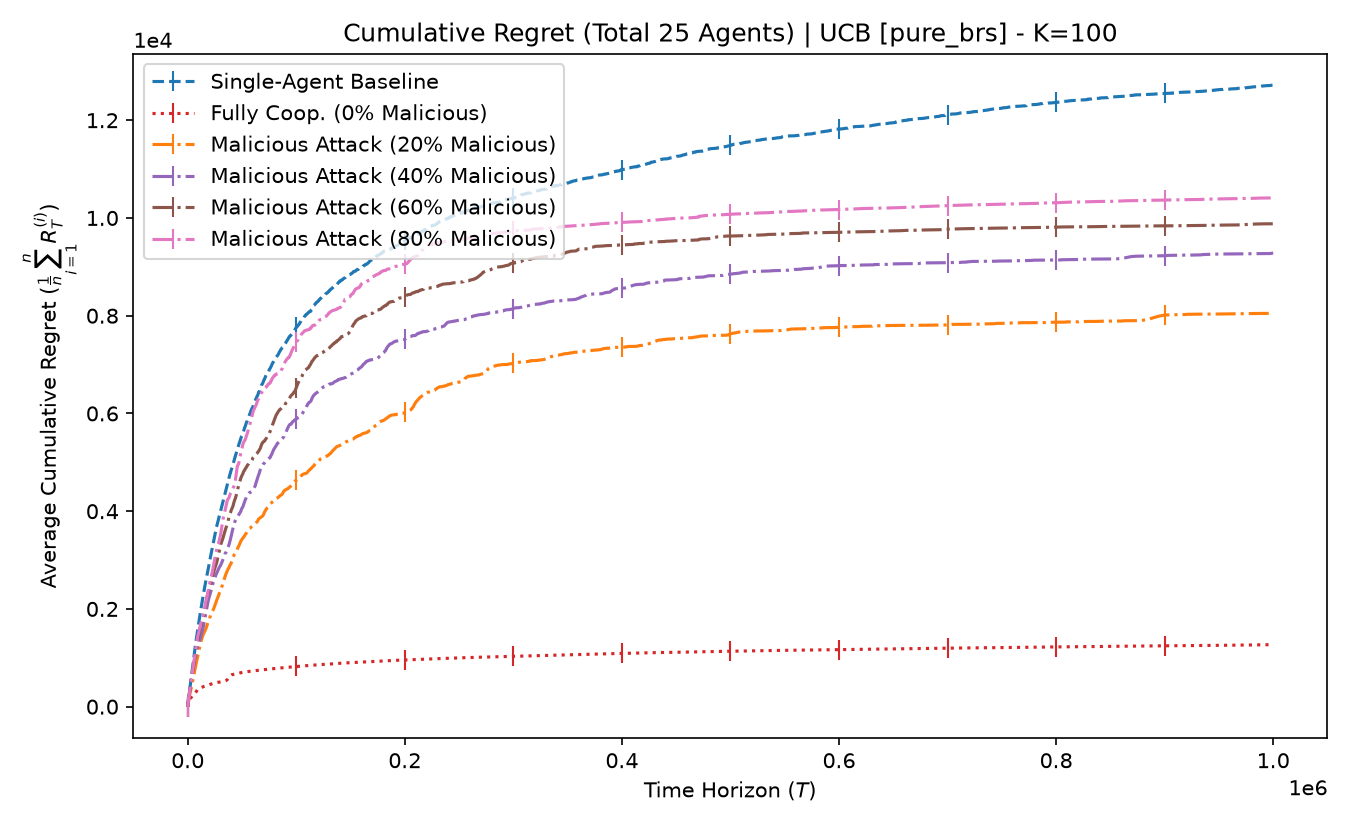 Cumulative Regret (Total 25 Agents) | UCB [pure_brs] - K=100
1e4
Single-Agent Baseline
Fully Coop. (0% Malicious)
Malicious Attack (20% Malicious)
Malicious Attack (40% Malicious)
Malicious Attack (60% Malicious)
Malicious Attack (80% Malicious)
1.2
1.0
0.8
0.6
0.4
0.2
0.0
Average Cumulative Regret ($\frac{1}{n}\sum_{i=1}^{n} R_T^{(i)}$)
0.0 0.2 0.4 0.6 0.8 1.0
1e6
Time Horizon (T)